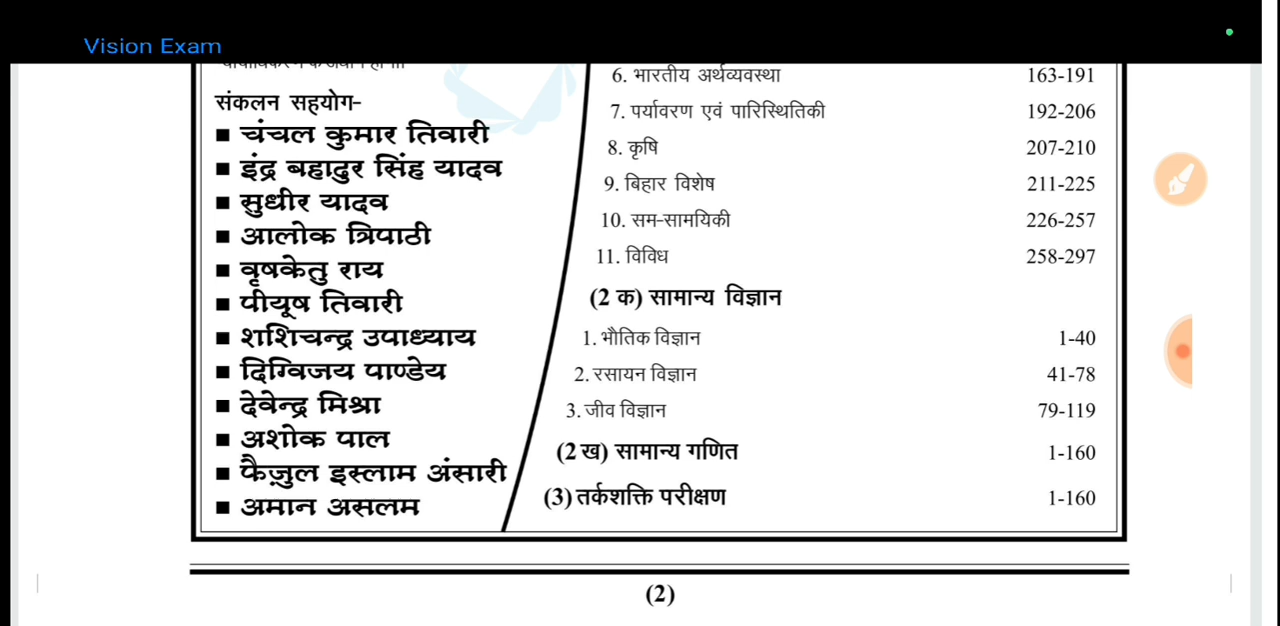 Vision Exam
संकलन सहयोग-
■ चंचल कुमार तिवारी
■ इंद्र बहादुर सिंह यादव
■ सुधीर यादव
■ आलोक त्रिपाठी
■ वृषकेतु राय
■ पीयूष तिवारी
■ शशिचन्द्र उपाध्याय
■ दिग्विजय पाण्डेय
■ देवेन्द्र मिश्रा
■ अशोक पाल
■ फैज़ुल इस्लाम अंसारी
■ अमान असलम
6. भारतीय अर्थव्यवस्था 163-191
7. पर्यावरण एवं पारिस्थितिकी 192-206
8. कृषि 207-210
9. बिहार विशेष 211-225
10. सम-सामयिकी 226-257
11. विविध 258-297
(2 क) सामान्य विज्ञान
1. भौतिक विज्ञान 1-40
2. रसायन विज्ञान 41-78
3. जीव विज्ञान 79-119
(2 ख) सामान्य गणित 1-160
(3) तर्कशक्ति परीक्षण 1-160
(2)